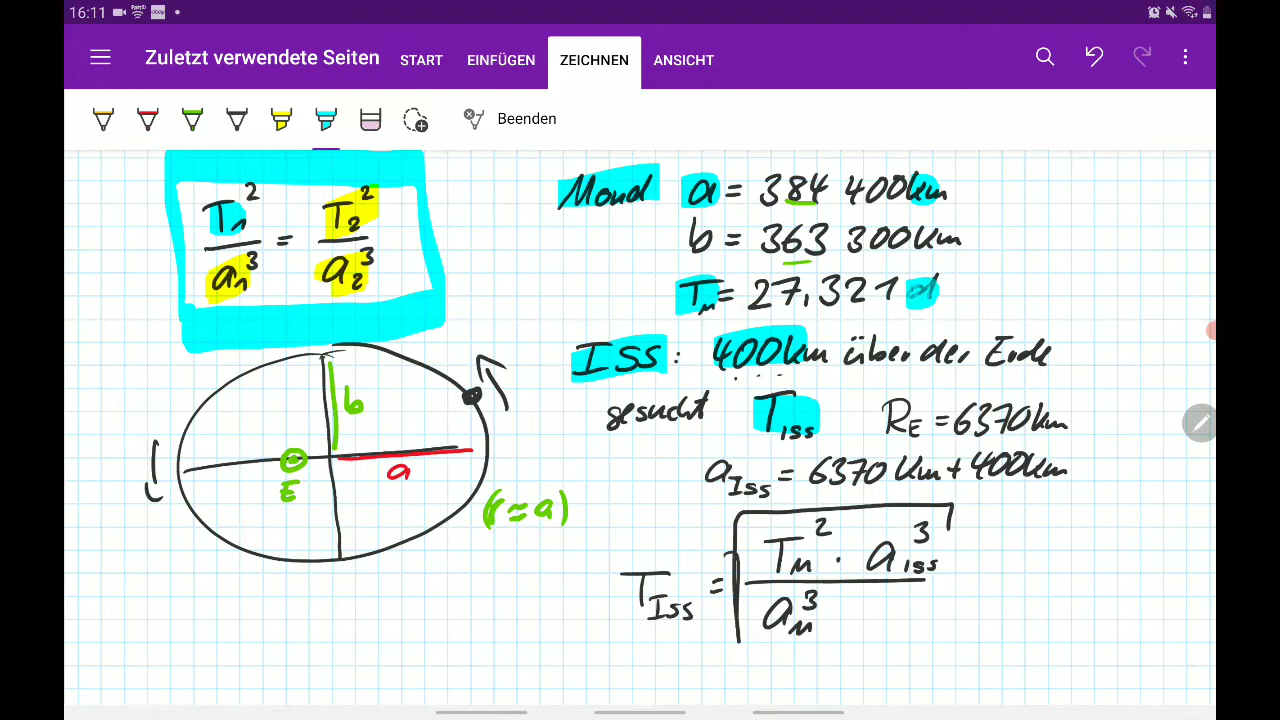 16:11
Zuletzt verwendete Seiten START EINFÜGEN ZEICHNEN ANSICHT
Beenden
T₁²/a₁³ = T₂²/a₂³
Mond a = 384 400km
b = 363 300km
T_M = 27,321 d
ISS: 400km über der Erde
gesucht T_ISS R_E = 6370km
a_ISS = 6370 km + 400km
T_ISS = √(T_M² · a_ISS³ / a_M³)
b
a
E
(r ≈ a)